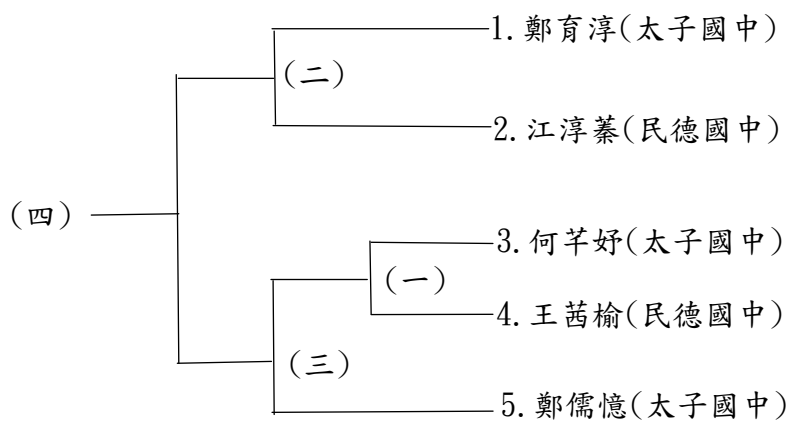 1.鄭育淳(太子國中)
(二)
2.江淳蓁(民德國中)
(四)
3.何芊妤(太子國中)
(一)
4.王茜榆(民德國中)
(三)
5.鄭儒憶(太子國中)